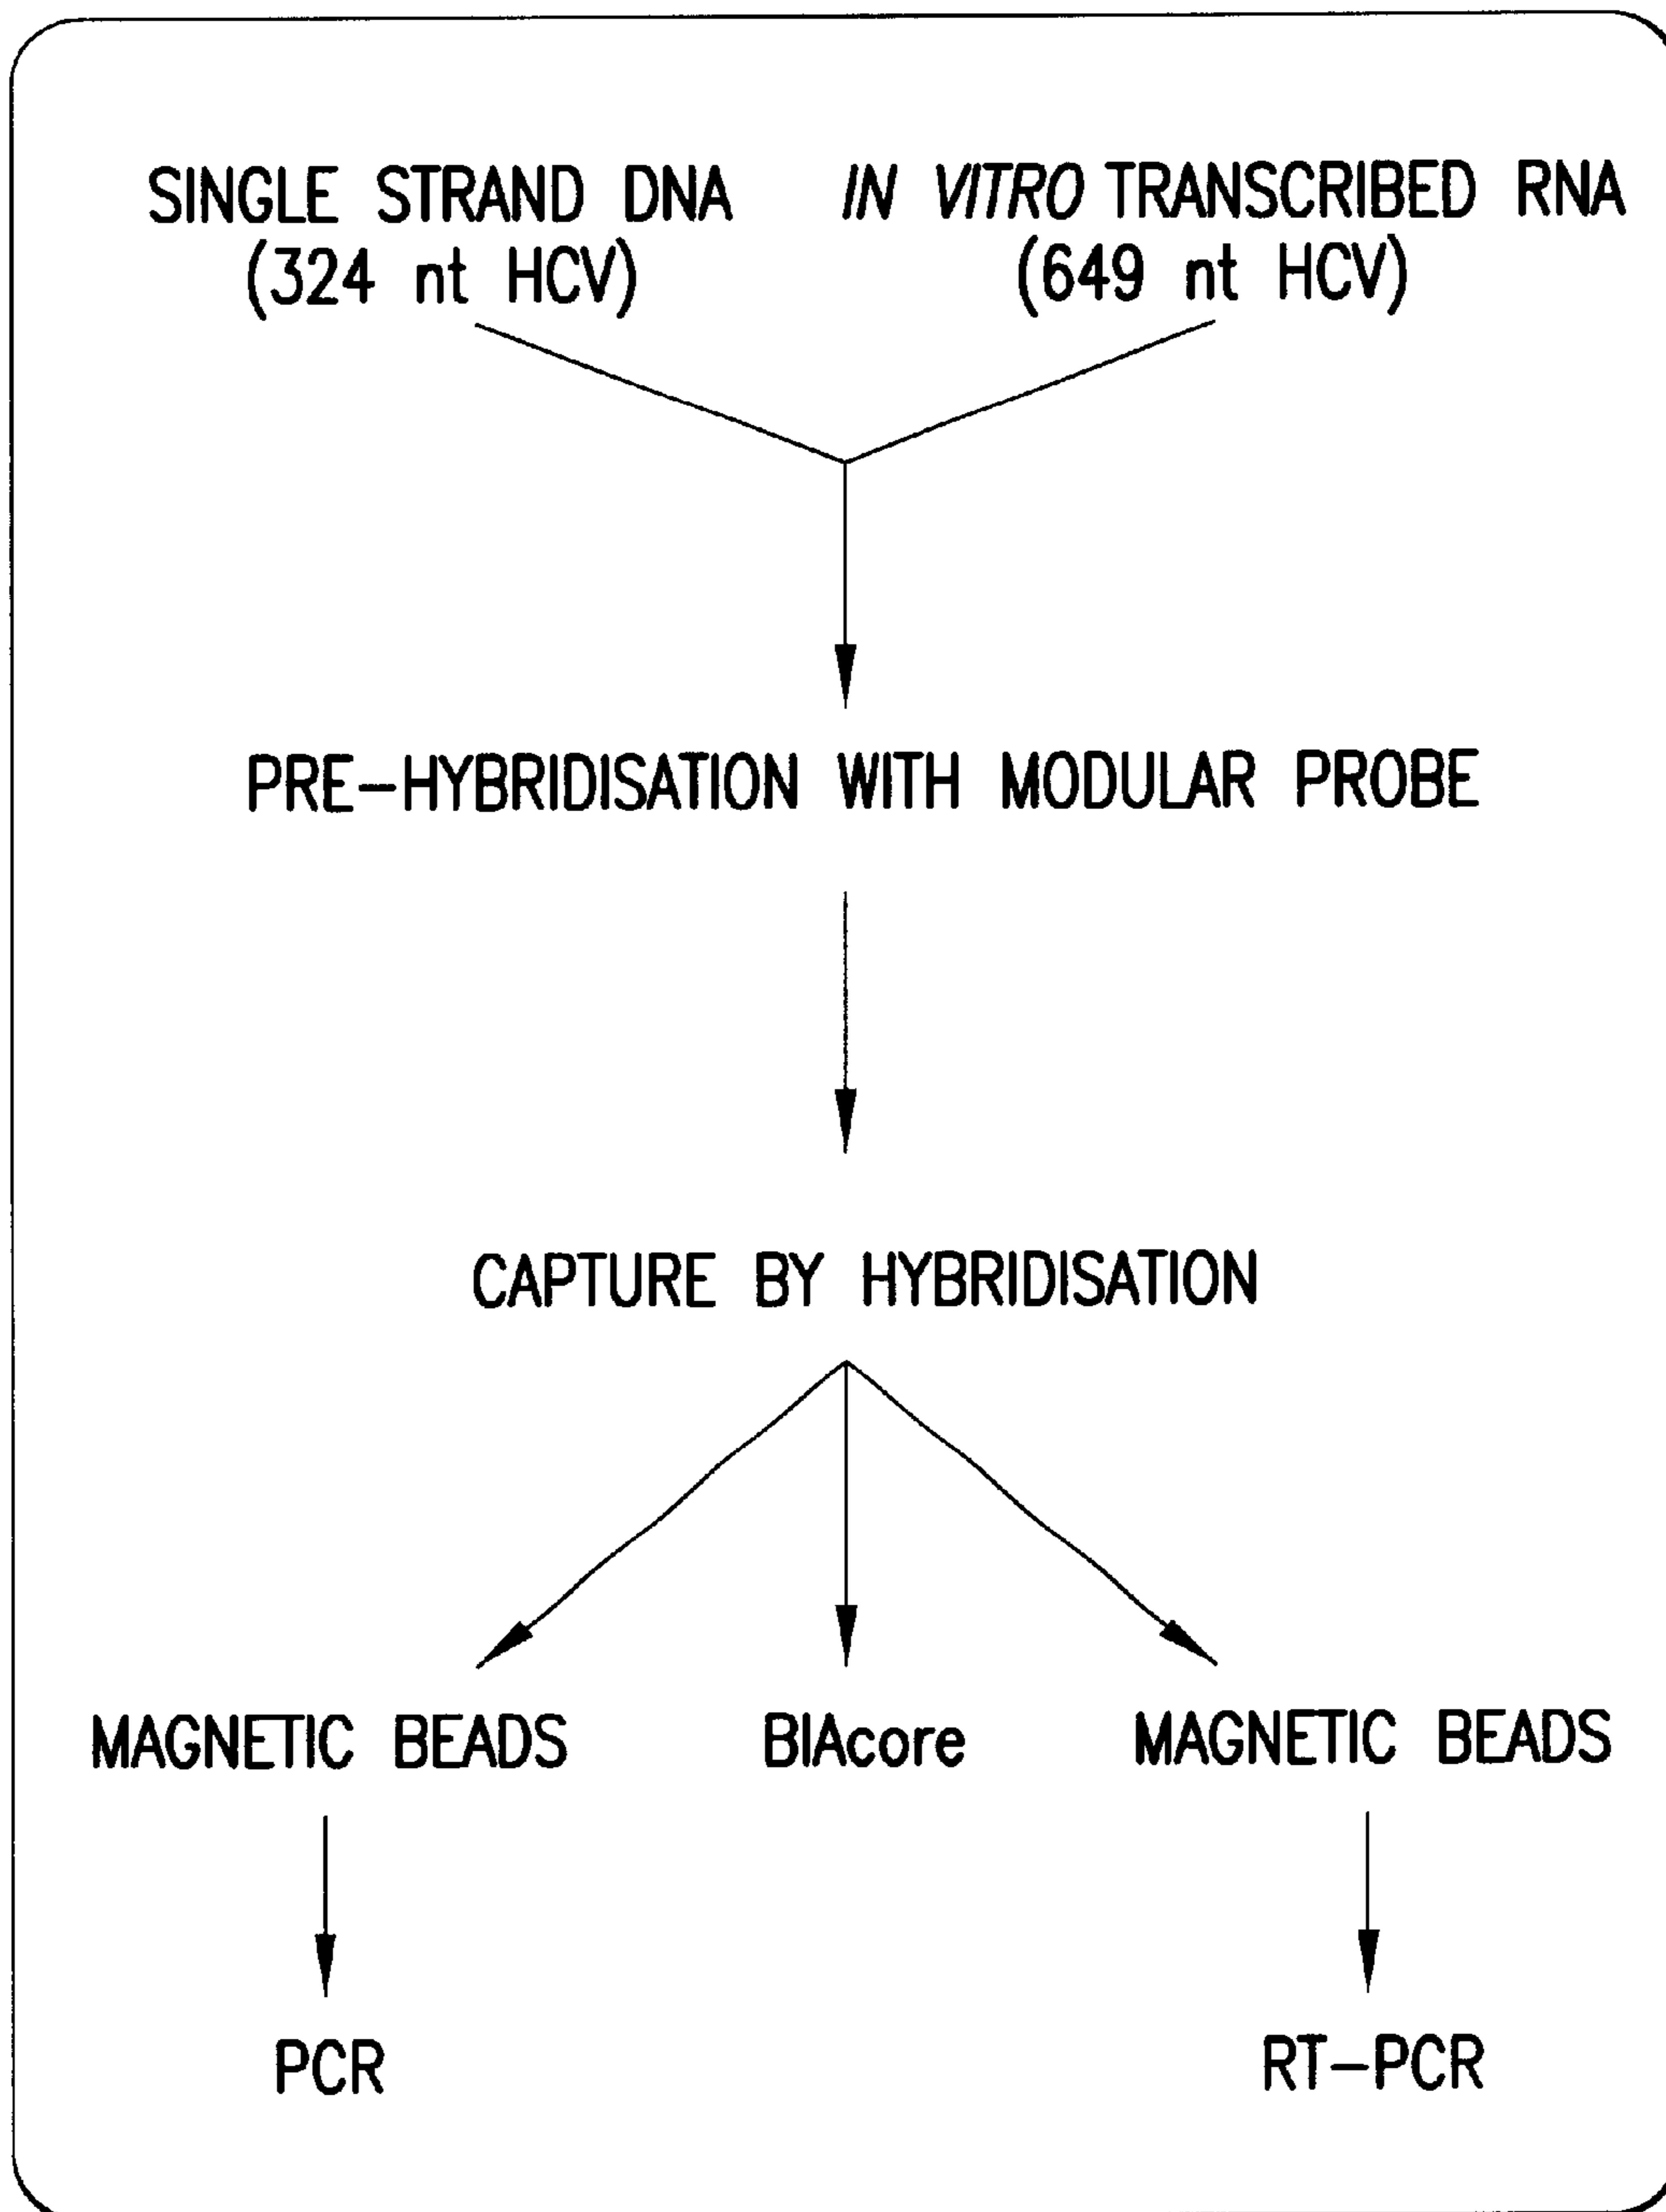 SINGLE STRAND DNA
(324 nt HCV)
IN VITRO TRANSCRIBED RNA
(649 nt HCV)
PRE-HYBRIDISATION WITH MODULAR PROBE
CAPTURE BY HYBRIDISATION
MAGNETIC BEADS
BIAcore
MAGNETIC BEADS
PCR
RT-PCR